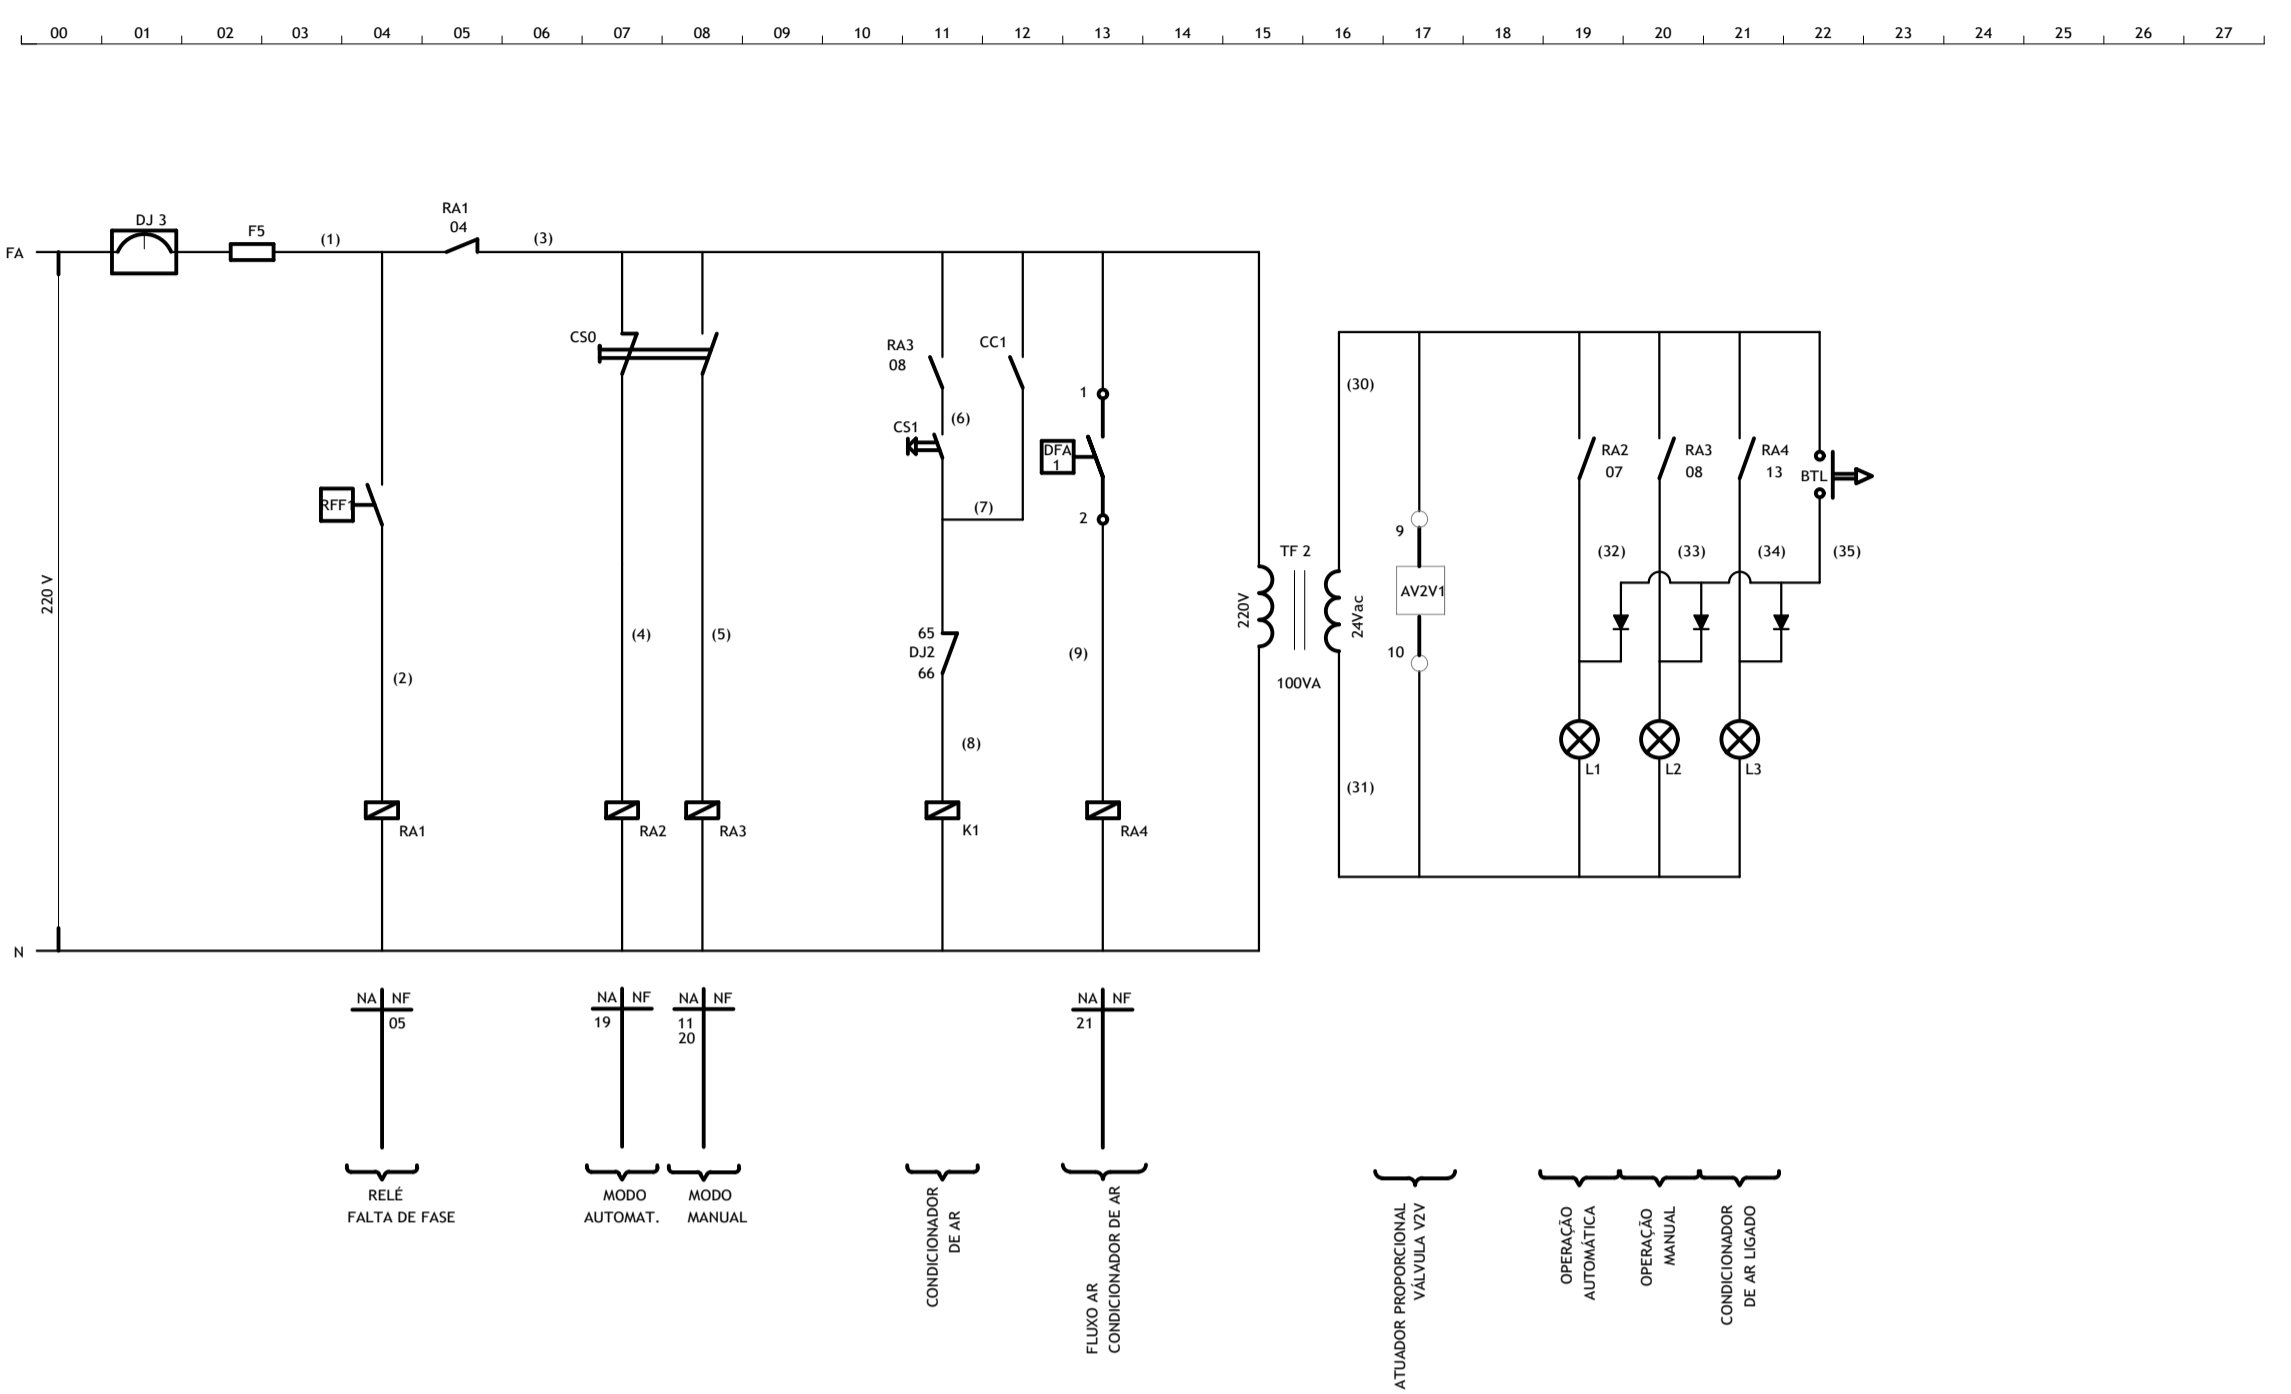 00 01 02 03 04 05 06 07 08 09 10 11 12 13 14 15 16 17 18 19 20 21 22 23 24 25 26 27
RA1
04
DJ 3
F5
(1)
(3)
FA
CS0
RA3
08
CC1
1
(30)
(6)
CS1
DFA
1
RA2
07
RA3
08
RA4
13
BTL
RFF1
(7)
2
9
TF 2
(32)
(33)
(34)
(35)
220 V
220V
24Vac
AV2V1
(4)
(5)
65
DJ2
66
(9)
10
(2)
100VA
(8)
L1
L2
L3
(31)
RA1
RA2
RA3
K1
RA4
N
NA NF
05
NA NF
19
NA NF
11
20
NA NF
21
RELÉ
FALTA DE FASE
MODO
AUTOMAT.
MODO
MANUAL
CONDICIONADOR
DE AR
FLUXO AR
CONDICIONADOR DE AR
ATUADOR PROPORCIONAL
VÁLVULA V2V
OPERAÇÃO
AUTOMÁTICA
OPERAÇÃO
MANUAL
CONDICIONADOR
DE AR LIGADO